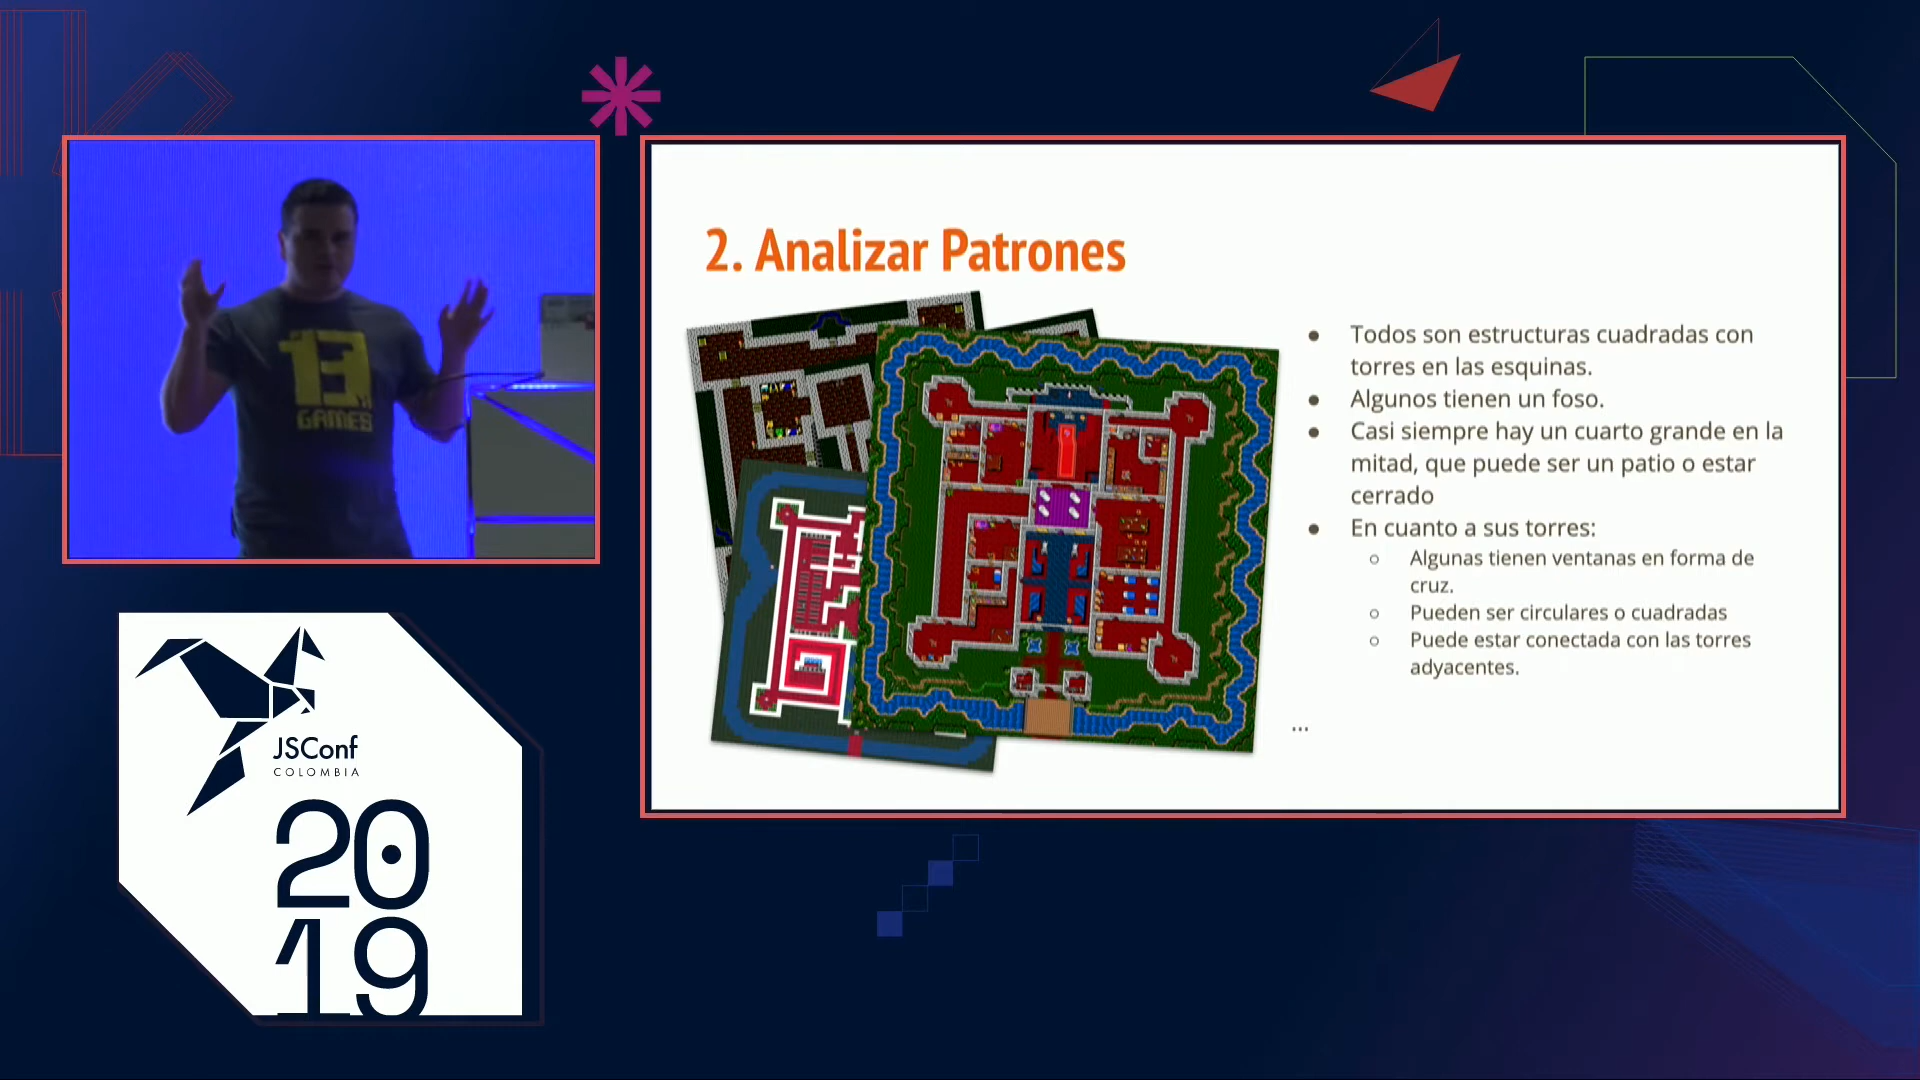 2. Analizar Patrones
● Todos son estructuras cuadradas con
torres en las esquinas.
● Algunos tienen un foso.
● Casi siempre hay un cuarto grande en la
mitad, que puede ser un patio o estar
cerrado
● En cuanto a sus torres:
○ Algunas tienen ventanas en forma de
cruz.
○ Pueden ser circulares o cuadradas
○ Puede estar conectada con las torres
adyacentes.
...
13
GAMES
JSConf
COLOMBIA
20
19